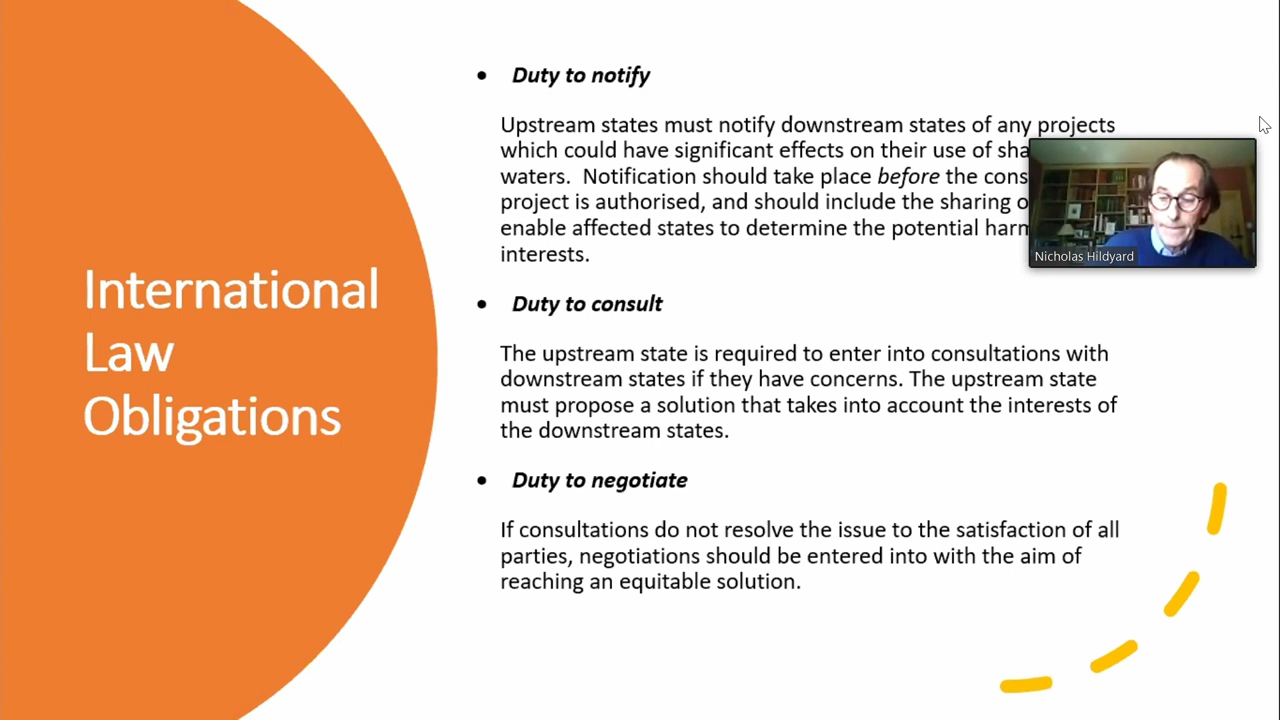 International
Law
Obligations
• Duty to notify
Upstream states must notify downstream states of any projects
which could have significant effects on their use of
waters. Notification should take place before the
project is authorised, and should include the sharing
enable affected states to determine the potential
interests.
Nicholas Hildyard
• Duty to consult
The upstream state is required to enter into consultations with
downstream states if they have concerns. The upstream state
must propose a solution that takes into account the interests of
the downstream states.
• Duty to negotiate
If consultations do not resolve the issue to the satisfaction of all
parties, negotiations should be entered into with the aim of
reaching an equitable solution.